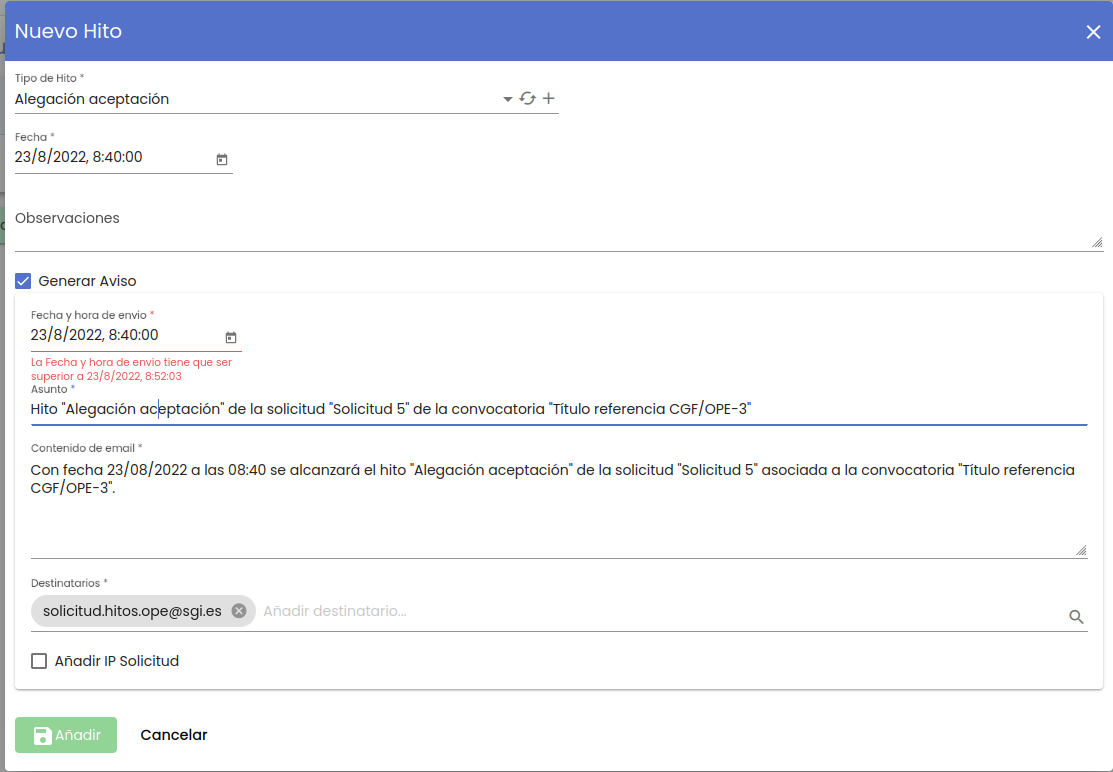 Nuevo Hito
Tipo de Hito *
Alegación aceptación
Fecha *
23/8/2022, 8:40:00
Observaciones
Generar Aviso
Fecha y hora de envio *
23/8/2022, 8:40:00
La Fecha y hora de envio tiene que ser
superior a 23/8/2022, 8:52:03
Asunto *
Hito "Alegación aceptación" de la solicitud "Solicitud 5" de la convocatoria "Título referencia CGF/OPE-3"
Contenido de email *
Con fecha 23/08/2022 a las 08:40 se alcanzará el hito "Alegación aceptación" de la solicitud "Solicitud 5" asociada a la convocatoria "Título referencia
CGF/OPE-3".
Destinatarios *
solicitud.hitos.ope@sgi.es Añadir destinatario...
Añadir IP Solicitud
Añadir Cancelar